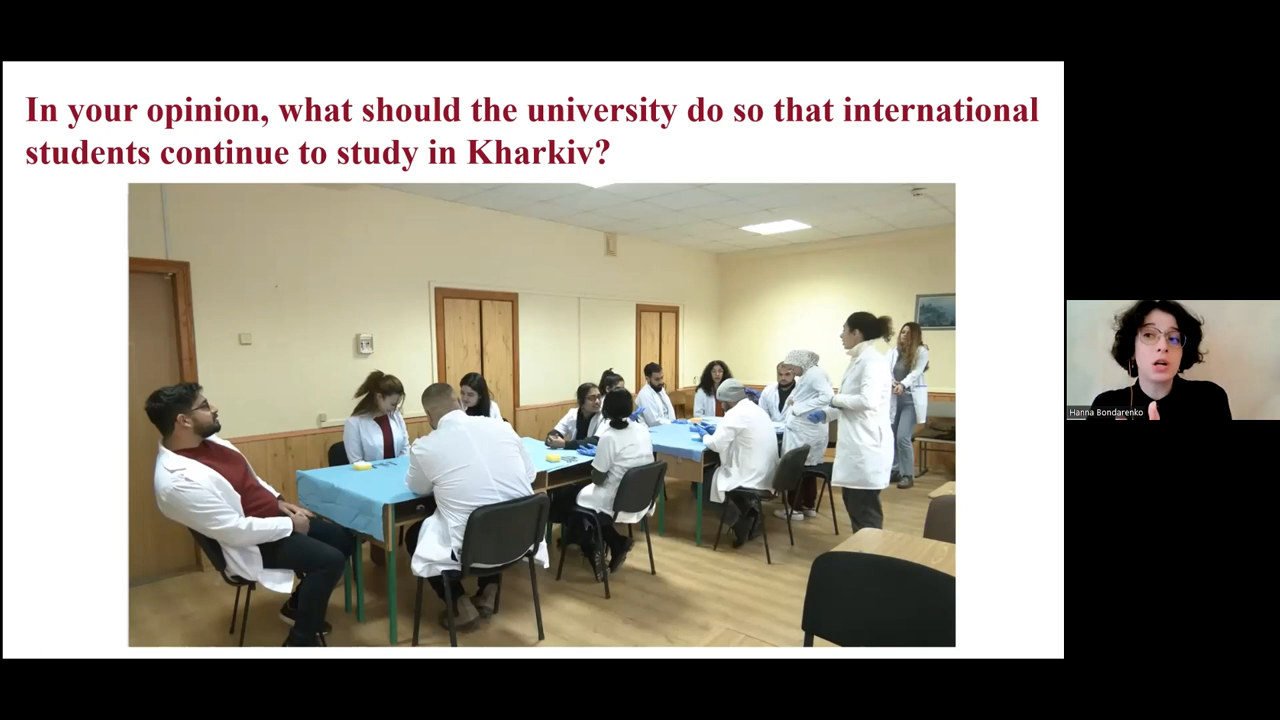 In your opinion, what should the university do so that international
students continue to study in Kharkiv?
Hanna Bondarenko